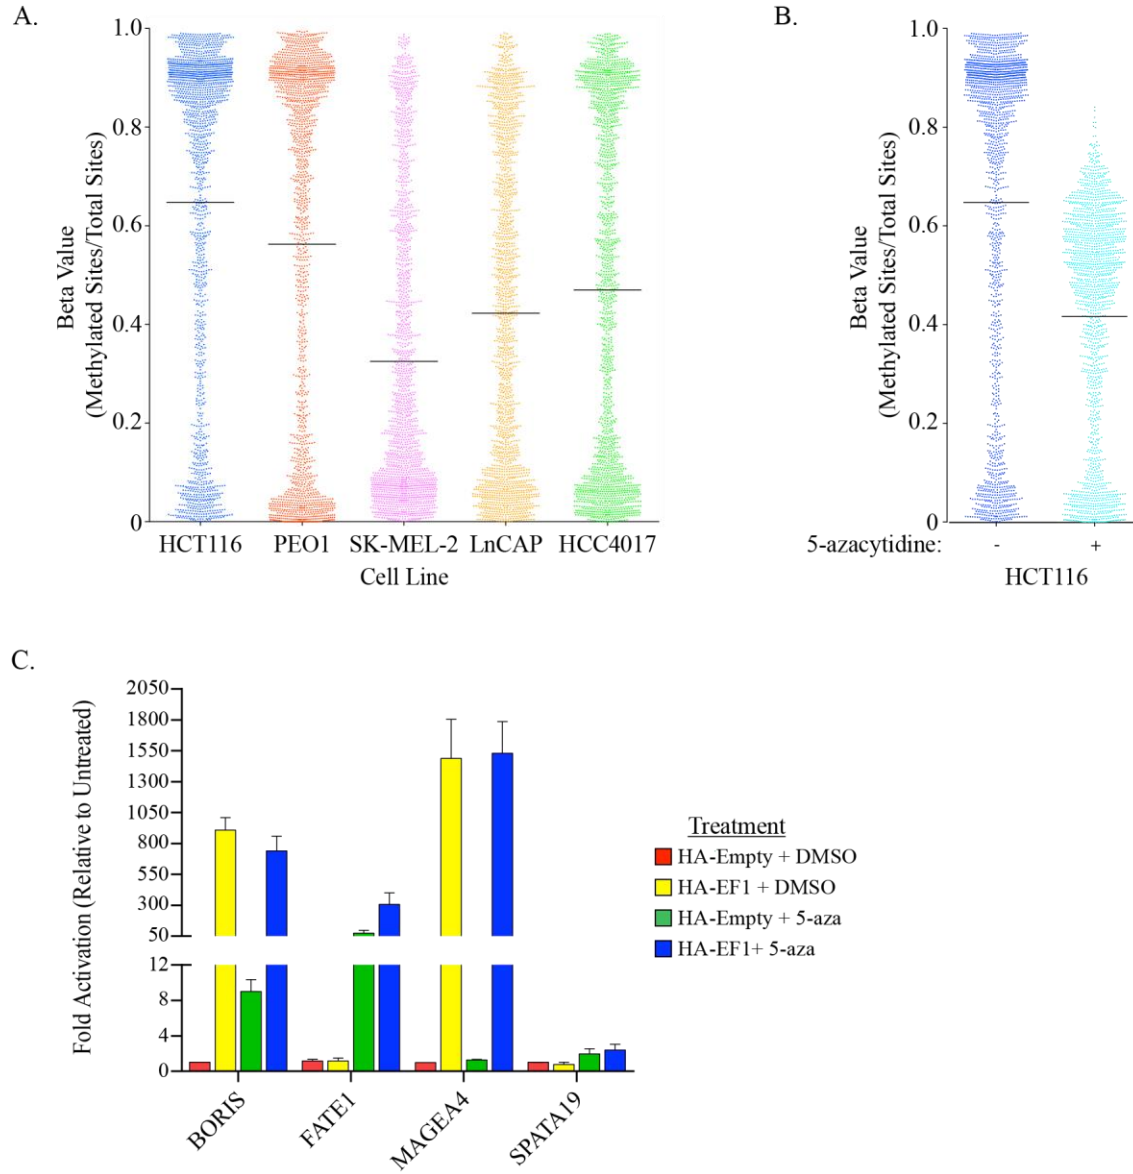 A.
B.
1.0
0.8
0.6
0.4
0.2
0
Beta Value
(Methylated Sites/Total Sites)
HCT116 PEO1 SK-MEL-2 LnCAP HCC4017
Cell Line
1.0
0.8
0.6
0.4
0.2
0
Beta Value
(Methylated Sites/Total Sites)
5-azacytidine: - +
HCT116
C.
Fold Activation (Relative to Untreated)
2050
1800
1550
1300
1050
800
550
300
50
12
8
4
0
BORIS
FATE1
MAGEA4
SPATA19
Treatment
HA-Empty + DMSO
HA-EF1 + DMSO
HA-Empty + 5-aza
HA-EF1+ 5-aza